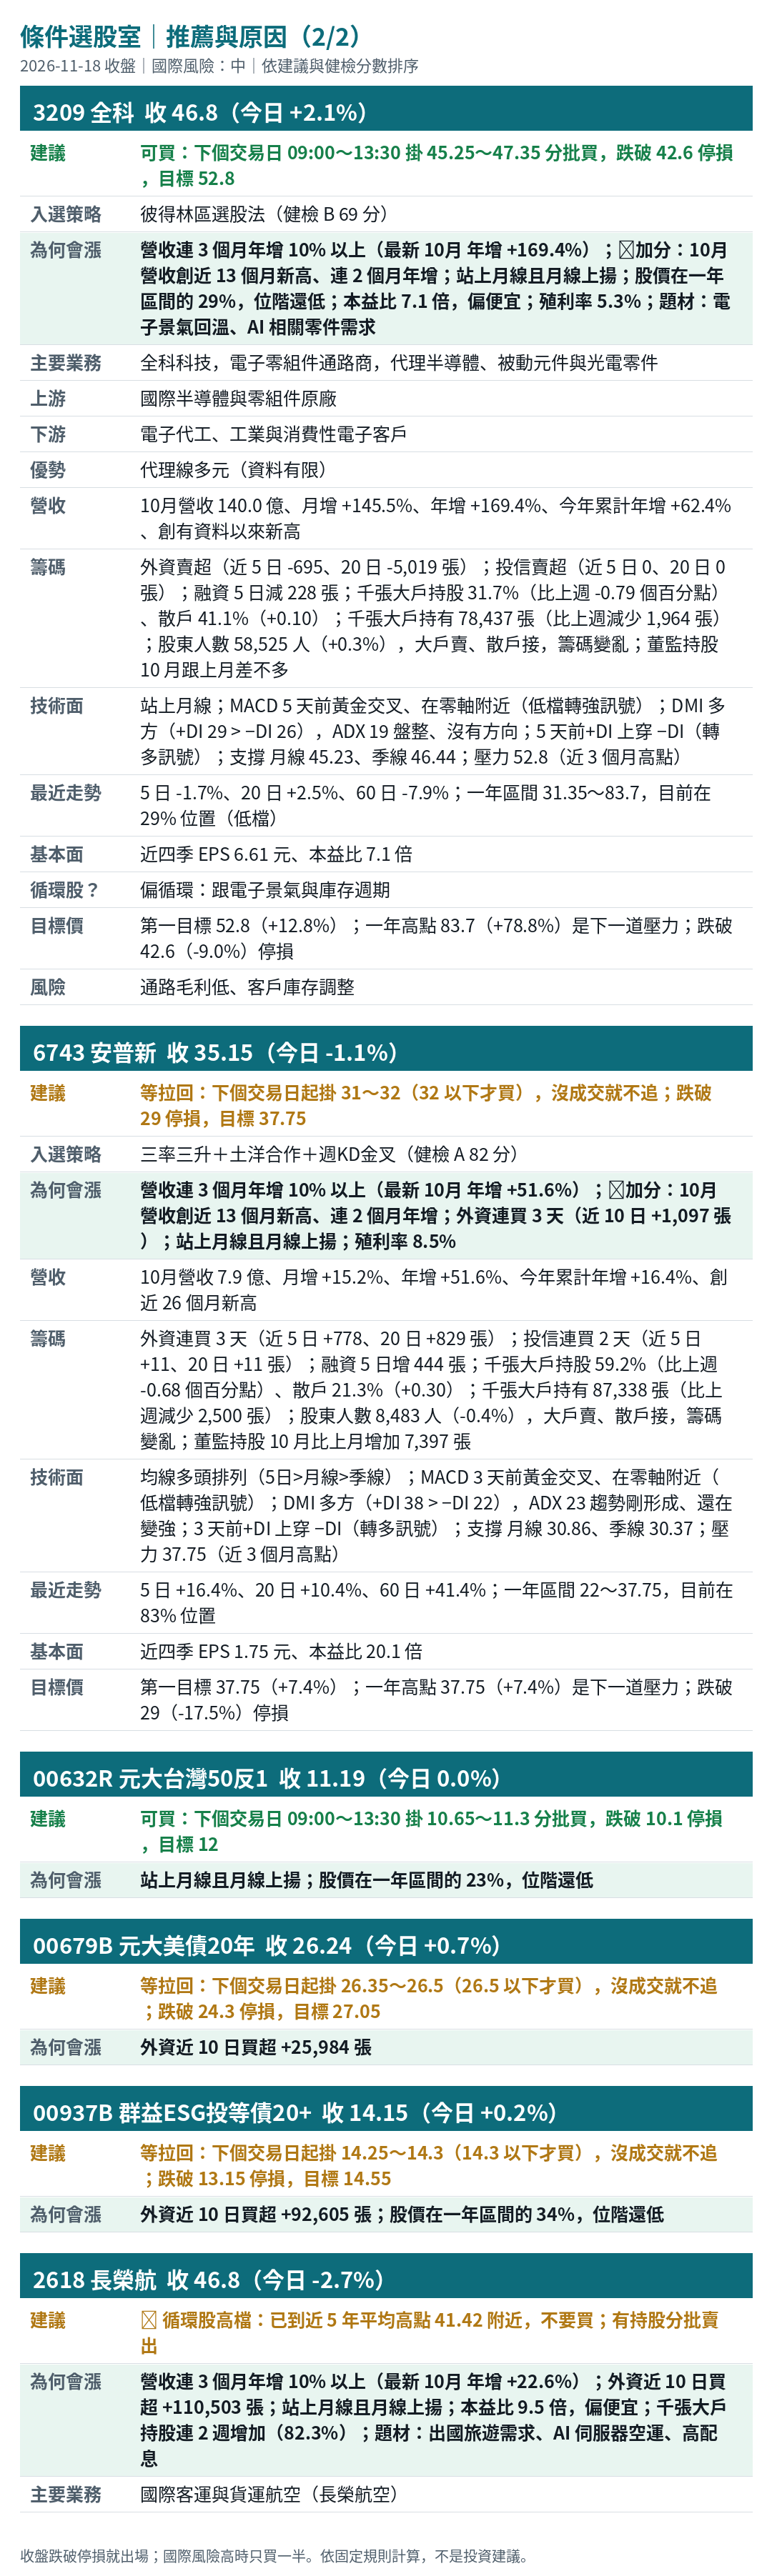 條件選股室｜推薦與原因（2/2）
2026-11-18 收盤｜國際風險：中｜依建議與健檢分數排序
3209 全科 收 46.8（今日 +2.1%）
建議
可買：下個交易日 09:00～13:30 掛 45.25～47.35 分批買，跌破 42.6 停損
，目標 52.8
入選策略
彼得林區選股法（健檢 B 69 分）
為何會漲
營收連 3 個月年增 10% 以上（最新 10月 年增 +169.4%）；加分：10月
營收創近 13 個月新高、連 2 個月年增；站上月線且月線上揚；股價在一年
區間的 29%，位階還低；本益比 7.1 倍，偏便宜；殖利率 5.3%；題材：電
子景氣回溫、AI 相關零件需求
主要業務
全科科技，電子零組件通路商，代理半導體、被動元件與光電零件
上游
國際半導體與零組件原廠
下游
電子代工、工業與消費性電子客戶
優勢
代理線多元（資料有限）
營收
10月營收 140.0 億、月增 +145.5%、年增 +169.4%、今年累計年增 +62.4%
、創有資料以來新高
籌碼
外資賣超（近 5 日 -695、20 日 -5,019 張）；投信賣超（近 5 日 0、20 日 0
張）；融資 5 日減 228 張；千張大戶持股 31.7%（比上週 -0.79 個百分點）
、散戶 41.1%（+0.10）；千張大戶持有 78,437 張（比上週減少 1,964 張）
；股東人數 58,525 人（+0.3%），大戶賣、散戶接，籌碼變亂；董監持股
10 月跟上月差不多
技術面
站上月線；MACD 5 天前黃金交叉、在零軸附近（低檔轉強訊號）；DMI 多
方（+DI 29 > −DI 26），ADX 19 盤整、沒有方向；5 天前+DI 上穿 −DI（轉
多訊號）；支撐 月線 45.23、季線 46.44；壓力 52.8（近 3 個月高點）
最近走勢
5 日 -1.7%、20 日 +2.5%、60 日 -7.9%；一年區間 31.35～83.7，目前在
29% 位置（低檔）
基本面
近四季 EPS 6.61 元、本益比 7.1 倍
循環股？
偏循環：跟電子景氣與庫存週期
目標價
第一目標 52.8（+12.8%）；一年高點 83.7（+78.8%）是下一道壓力；跌破
42.6（-9.0%）停損
風險
通路毛利低、客戶庫存調整
6743 安普新 收 35.15（今日 -1.1%）
建議
等拉回：下個交易日起掛 31～32（32 以下才買），沒成交就不追；跌破
29 停損，目標 37.75
入選策略
三率三升＋土洋合作＋週KD金叉（健檢 A 82 分）
為何會漲
營收連 3 個月年增 10% 以上（最新 10月 年增 +51.6%）；加分：10月
營收創近 13 個月新高、連 2 個月年增；外資連買 3 天（近 10 日 +1,097 張
）；站上月線且月線上揚；殖利率 8.5%
營收
10月營收 7.9 億、月增 +15.2%、年增 +51.6%、今年累計年增 +16.4%、創
近 26 個月新高
籌碼
外資連買 3 天（近 5 日 +778、20 日 +829 張）；投信連買 2 天（近 5 日
+11、20 日 +11 張）；融資 5 日增 444 張；千張大戶持股 59.2%（比上週
-0.68 個百分點）、散戶 21.3%（+0.30）；千張大戶持有 87,338 張（比上
週減少 2,500 張）；股東人數 8,483 人（-0.4%），大戶賣、散戶接，籌碼
變亂；董監持股 10 月比上月增加 7,397 張
技術面
均線多頭排列（5日>月線>季線）；MACD 3 天前黃金交叉、在零軸附近（
低檔轉強訊號）；DMI 多方（+DI 38 > −DI 22），ADX 23 趨勢剛形成、還在
變強；3 天前+DI 上穿 −DI（轉多訊號）；支撐 月線 30.86、季線 30.37；壓
力 37.75（近 3 個月高點）
最近走勢
5 日 +16.4%、20 日 +10.4%、60 日 +41.4%；一年區間 22～37.75，目前在
83% 位置
基本面
近四季 EPS 1.75 元、本益比 20.1 倍
目標價
第一目標 37.75（+7.4%）；一年高點 37.75（+7.4%）是下一道壓力；跌破
29（-17.5%）停損
00632R 元大台灣50反1 收 11.19（今日 0.0%）
建議
可買：下個交易日 09:00～13:30 掛 10.65～11.3 分批買，跌破 10.1 停損
，目標 12
為何會漲
站上月線且月線上揚；股價在一年區間的 23%，位階還低
00679B 元大美債20年 收 26.24（今日 +0.7%）
建議
等拉回：下個交易日起掛 26.35～26.5（26.5 以下才買），沒成交就不追
；跌破 24.3 停損，目標 27.05
為何會漲
外資近 10 日買超 +25,984 張
00937B 群益ESG投等債20+ 收 14.15（今日 +0.2%）
建議
等拉回：下個交易日起掛 14.25～14.3（14.3 以下才買），沒成交就不追
；跌破 13.15 停損，目標 14.55
為何會漲
外資近 10 日買超 +92,605 張；股價在一年區間的 34%，位階還低
2618 長榮航 收 46.8（今日 -2.7%）
建議
循環股高檔：已到近 5 年平均高點 41.42 附近，不要買；有持股分批賣
出
為何會漲
營收連 3 個月年增 10% 以上（最新 10月 年增 +22.6%）；外資近 10 日買
超 +110,503 張；站上月線且月線上揚；本益比 9.5 倍，偏便宜；千張大戶
持股連 2 週增加（82.3%）；題材：出國旅遊需求、AI 伺服器空運、高配
息
主要業務
國際客運與貨運航空（長榮航空）
收盤跌破停損就出場；國際風險高時只買一半。依固定規則計算，不是投資建議。